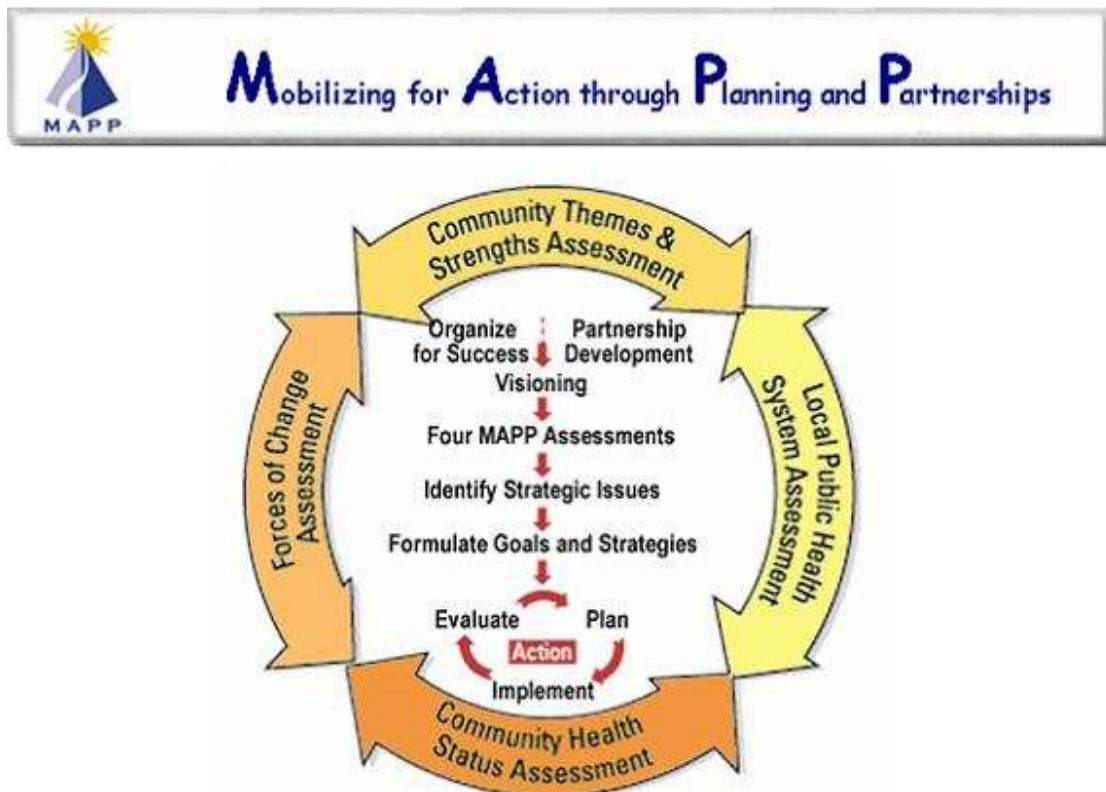 MAPP
Mobilizing for Action through Planning and Partnerships
Community Themes &
Strengths Assessment
Organize
for Success
Partnership
Development
Visioning
Four MAPP Assessments
Identify Strategic Issues
Formulate Goals and Strategies
Evaluate
Plan
Action
Implement
Forces of Change
Assessment
Local Public Health
System Assessment
Community Health
Status Assessment